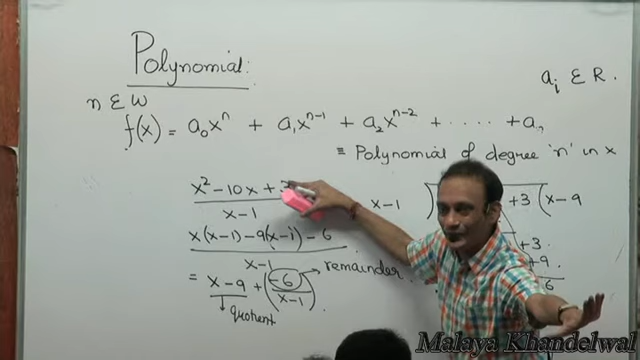 Polynomial:
n ∈ W
aᵢ ∈ R.
f(x) = a₀xⁿ + a₁xⁿ⁻¹ + a₂xⁿ⁻² + ..... + aₙ
≡ Polynomial of degree 'n' in x
x² − 10x + 3
x−1
x(x−1) −9(x−1) − 6
x−1
= x−9 + (−6
x−1)
remainder.
↓ quotient
x−1 ) +3 (x−9
+3.
+9.
6
Malaya Khandelwal